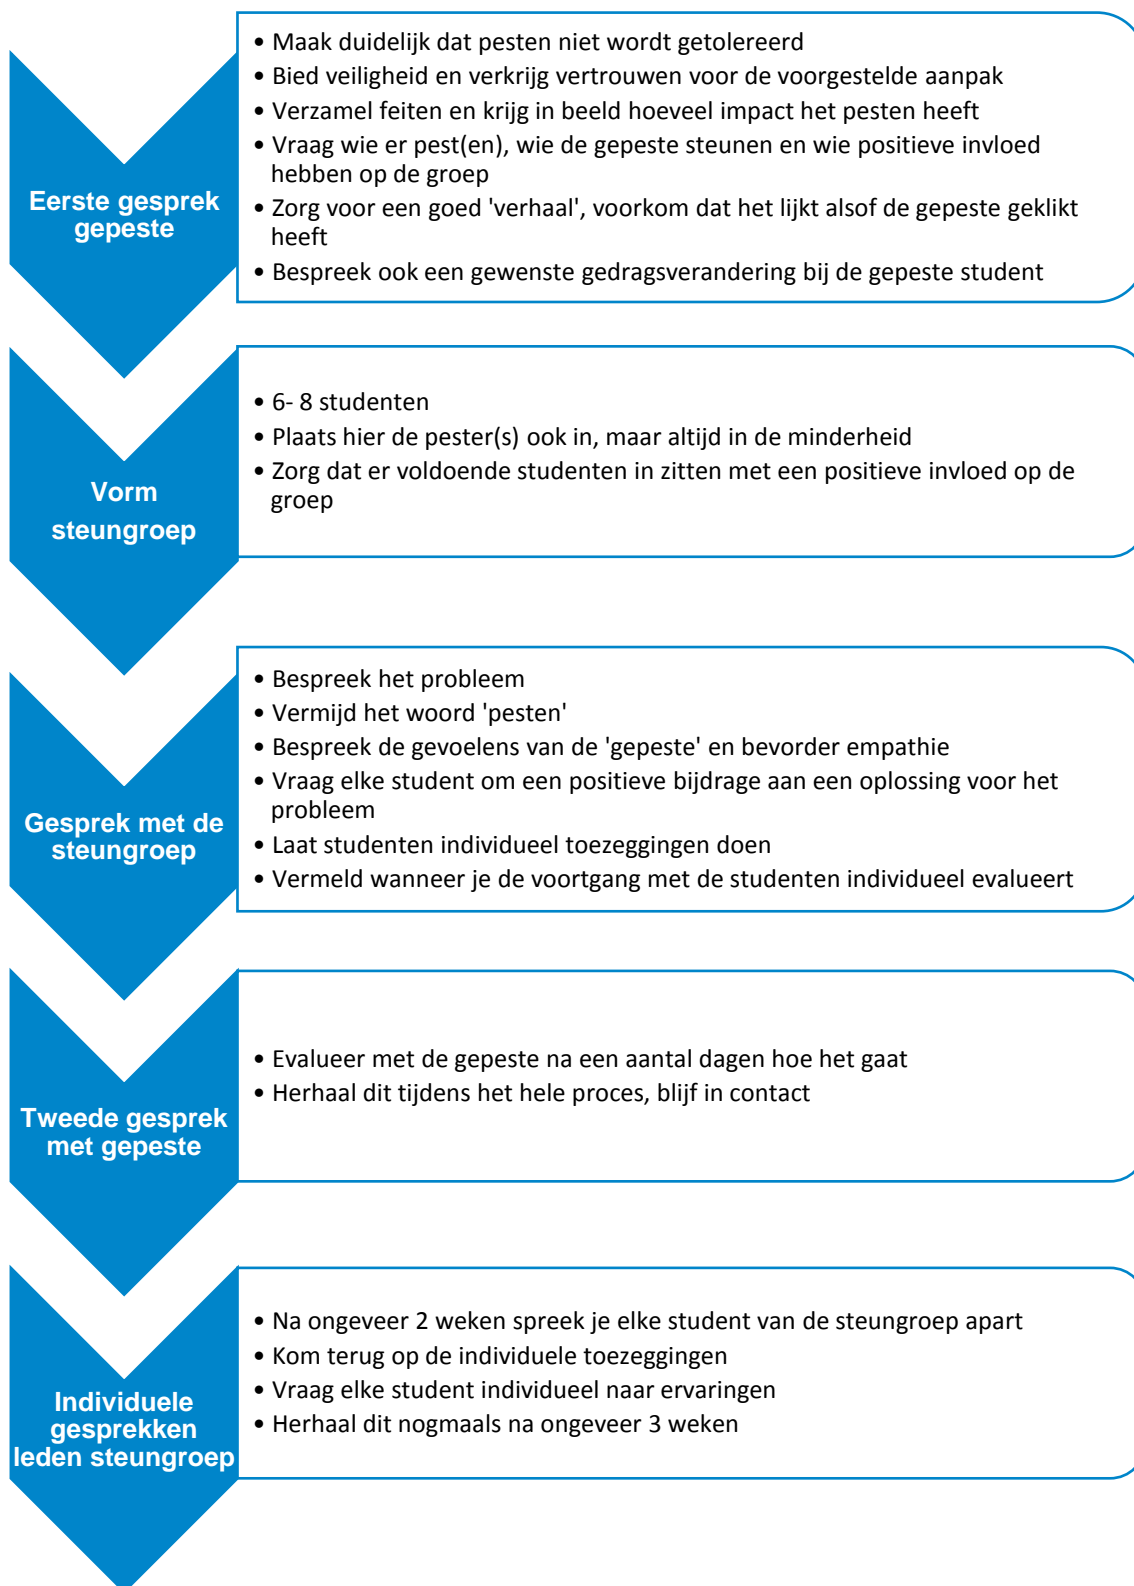 Eerste gesprek
gepeste
• Maak duidelijk dat pesten niet wordt getolereerd
• Bied veiligheid en verkrijg vertrouwen voor de voorgestelde aanpak
• Verzamel feiten en krijg in beeld hoeveel impact het pesten heeft
• Vraag wie er pest(en), wie de gepeste steunen en wie positieve invloed
hebben op de groep
• Zorg voor een goed 'verhaal', voorkom dat het lijkt alsof de gepeste geklikt
heeft
• Bespreek ook een gewenste gedragsverandering bij de gepeste student
Vorm
steungroep
• 6- 8 studenten
• Plaats hier de pester(s) ook in, maar altijd in de minderheid
• Zorg dat er voldoende studenten in zitten met een positieve invloed op de
groep
Gesprek met de
steungroep
• Bespreek het probleem
• Vermijd het woord 'pesten'
• Bespreek de gevoelens van de 'gepeste' en bevorder empathie
• Vraag elke student om een positieve bijdrage aan een oplossing voor het
probleem
• Laat studenten individueel toezeggingen doen
• Vermeld wanneer je de voortgang met de studenten individueel evalueert
Tweede gesprek
met gepeste
• Evalueer met de gepeste na een aantal dagen hoe het gaat
• Herhaal dit tijdens het hele proces, blijf in contact
Individuele
gesprekken
leden steungroep
• Na ongeveer 2 weken spreek je elke student van de steungroep apart
• Kom terug op de individuele toezeggingen
• Vraag elke student individueel naar ervaringen
• Herhaal dit nogmaals na ongeveer 3 weken